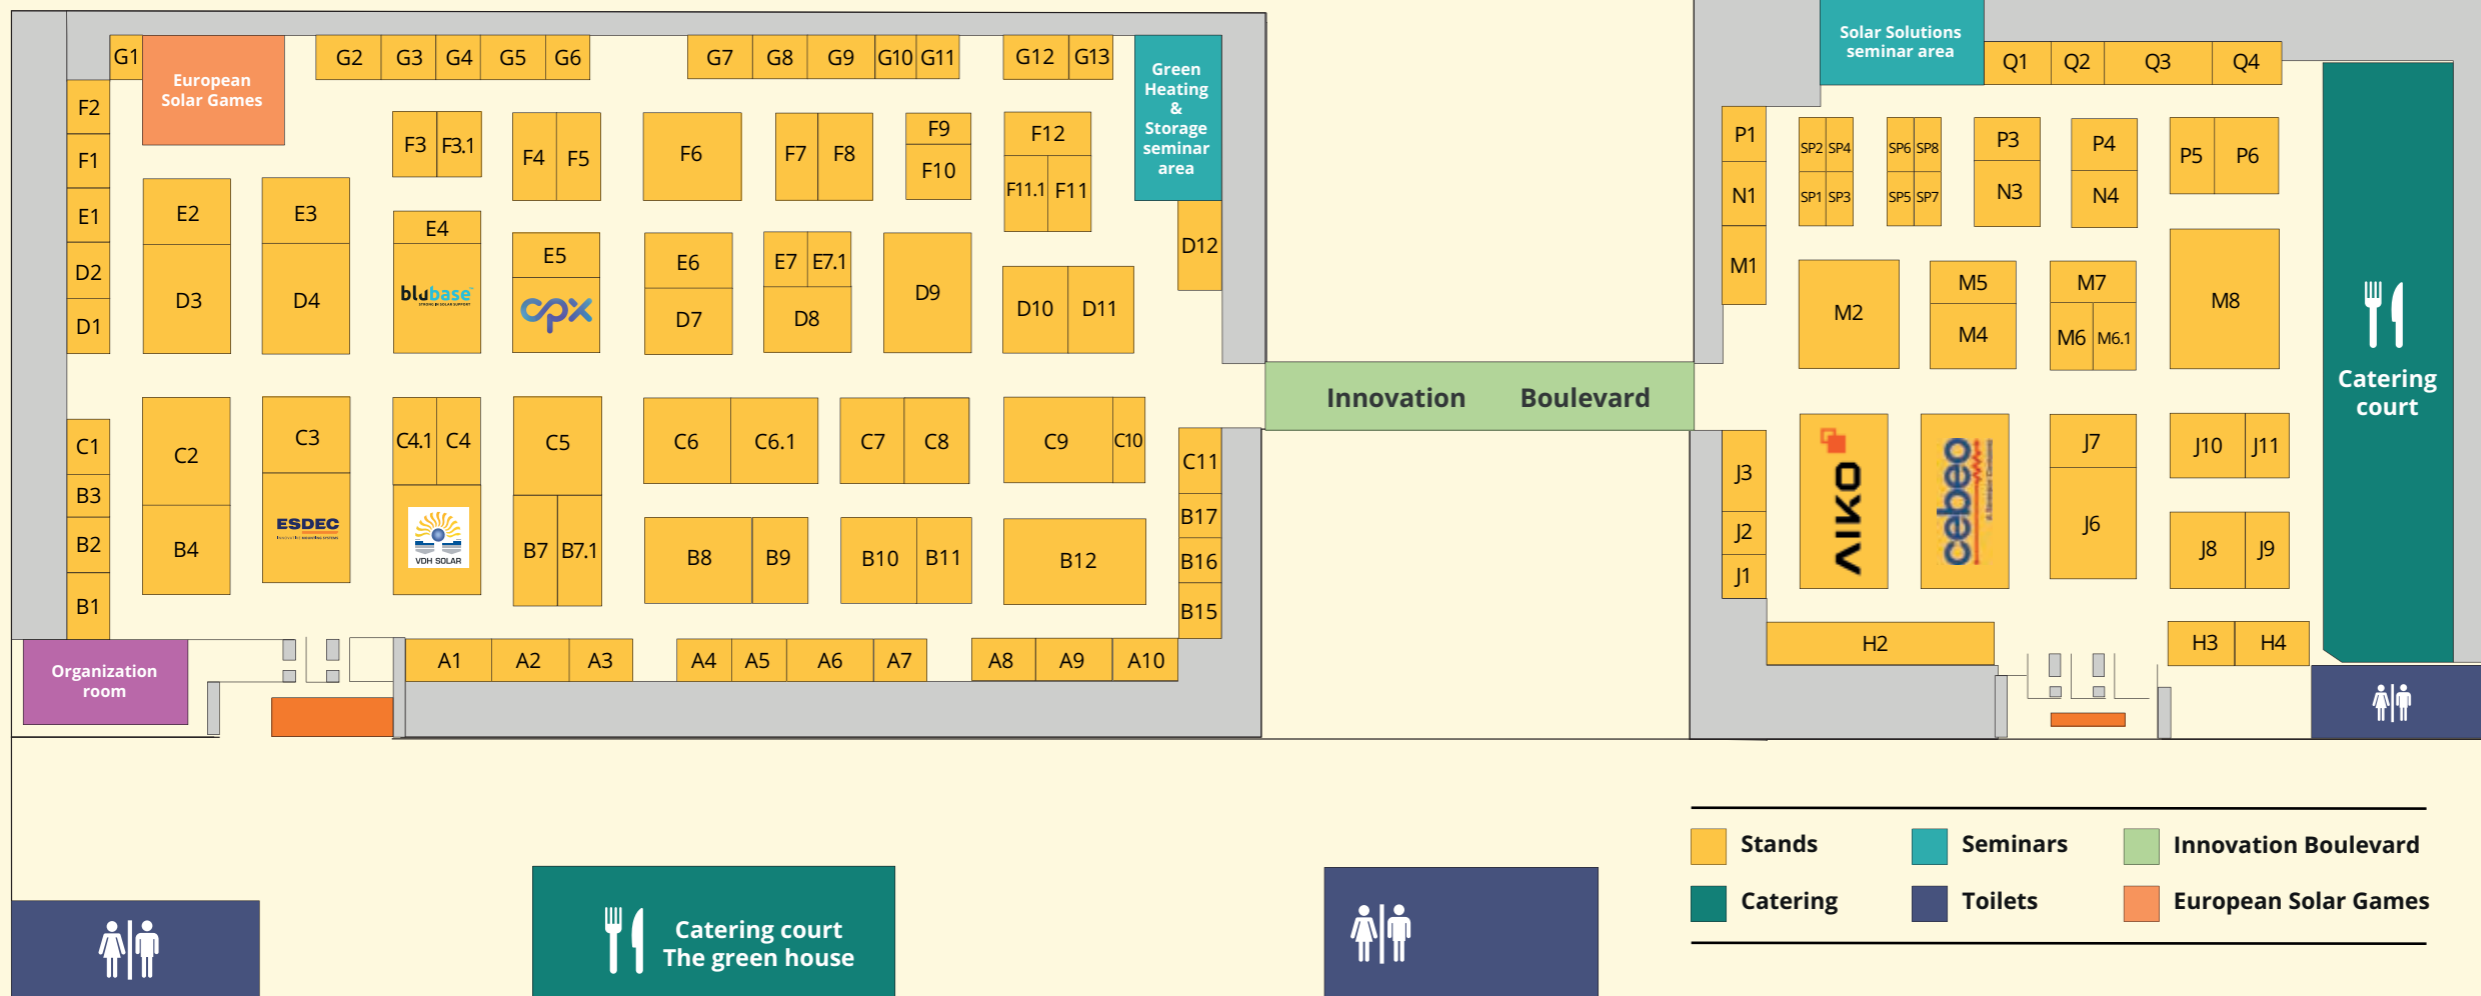 G1
European
Solar Games
G2
G3
G4
G5
G6
G7
G8
G9
G10
G11
G12
G13
Green
Heating
&
Storage
seminar
area
F2
F1
E1
D2
D1
F3
F3.1
F4
F5
F6
F7
F8
F9
F10
F12
F11.1
F11
D12
E2
D3
E3
D4
E4
blubase
E5
cpx
E6
D7
E7
E7.1
D8
D9
D10
D11
C1
B3
B2
B1
C2
B4
C3
ESDEC
C4.1
C4
VDH SOLAR
C5
B7
B7.1
C6
C6.1
C7
C8
C9
C10
C11
B17
B16
B15
B8
B9
B10
B11
B12
Organization
room
A1
A2
A3
A4
A5
A6
A7
A8
A9
A10
Innovation Boulevard
Solar Solutions
seminar area
Q1
Q2
Q3
Q4
P1
N1
M1
SP2
SP4
SP1
SP3
SP6
SP8
SP5
SP7
P3
N3
P4
N4
P5
P6
M2
M5
M4
M7
M6
M6.1
M8
Catering
court
J3
J2
J1
AIKO
cebeo
J7
J6
J10
J11
J8
J9
H2
H3
H4
Catering court
The green house
Stands
Seminars
Innovation Boulevard
Catering
Toilets
European Solar Games